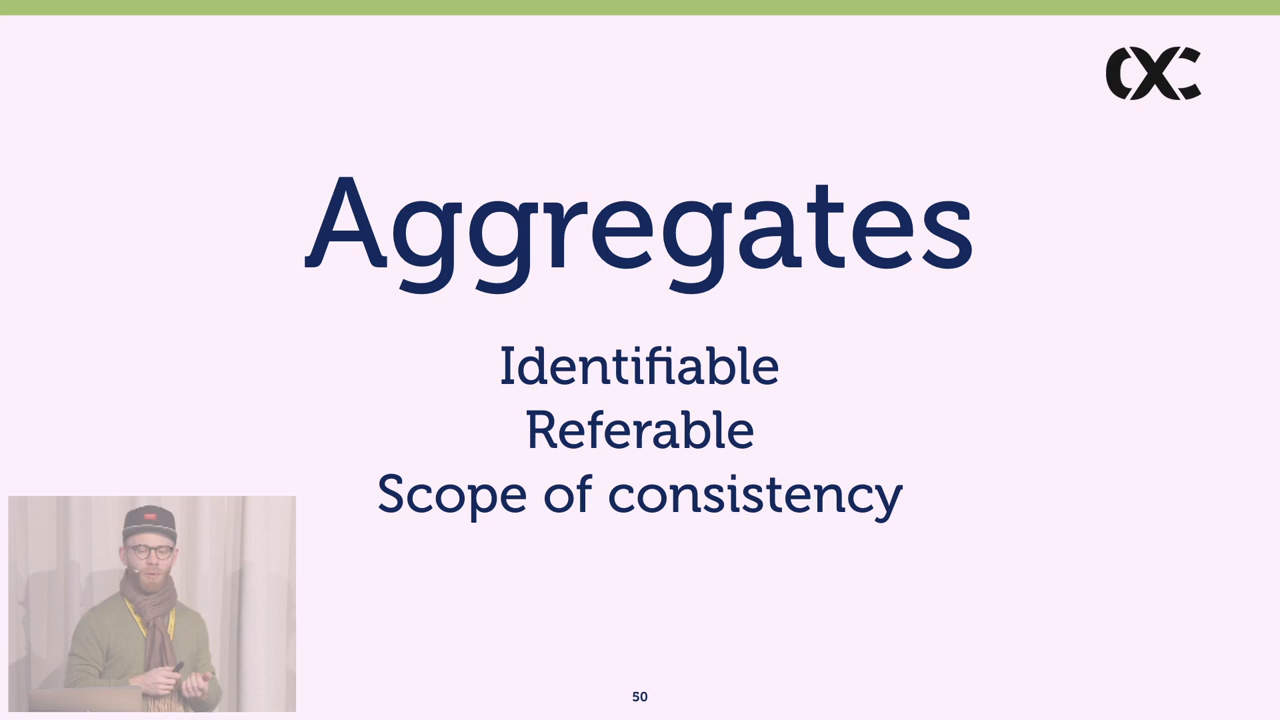 Aggregates
Identifiable
Referable
Scope of consistency
50